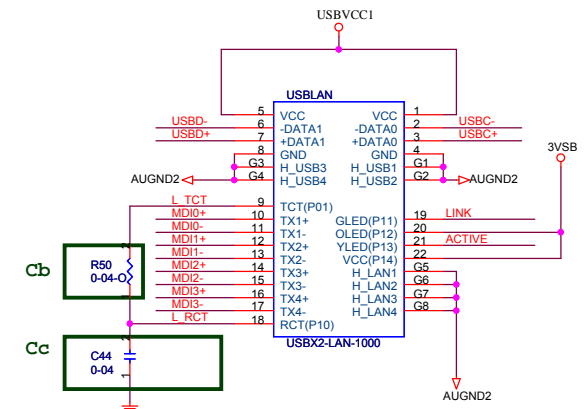 USBVCC1
USBLAN
5 VCC VCC 1
USBD- 6 -DATA1 -DATA0 2 USBC-
USBD+ 7 +DATA1 +DATA0 3 USBC+
8 GND GND 4
G3 H_USB3 H_USB1 G1
AUGND2 G4 H_USB4 H_USB2 G2 AUGND2
3VSB
L_TCT 9 TCT(P01)
MDI0+ 10 TX1+ GLED(P11) 19 LINK
MDI0- 11 TX1- OLED(P12) 20
MDI1+ 12 TX2+ YLED(P13) 21 ACTIVE
MDI1- 13 TX2- VCC(P14) 22
MDI2+ 14 TX3+ H_LAN1 G5
MDI2- 15 TX3- H_LAN2 G6
MDI3+ 16 TX4+ H_LAN3 G7
MDI3- 17 TX4- H_LAN4 G8
L_RCT 18 RCT(P10)
USBX2-LAN-1000
Cb
2
R50
0-04-O
1
Cc
2
C44
0-04
1
AUGND2